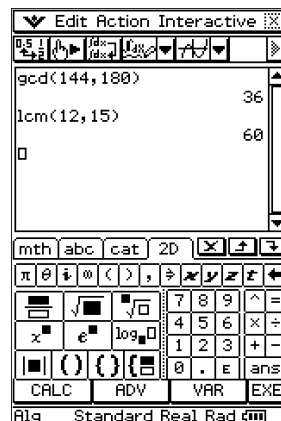 Edit Action Interactive
gcd(144,180)
36
lcm(12,15)
60
mth abc cat 2D
π θ i ∞ ( ) , ⇒ x y z t
7 8 9 ^ =
4 5 6 × ÷
1 2 3 + -
0 . E ans
x■ e■ log■□
CALC ADV VAR EXE
Alg Standard Real Rad